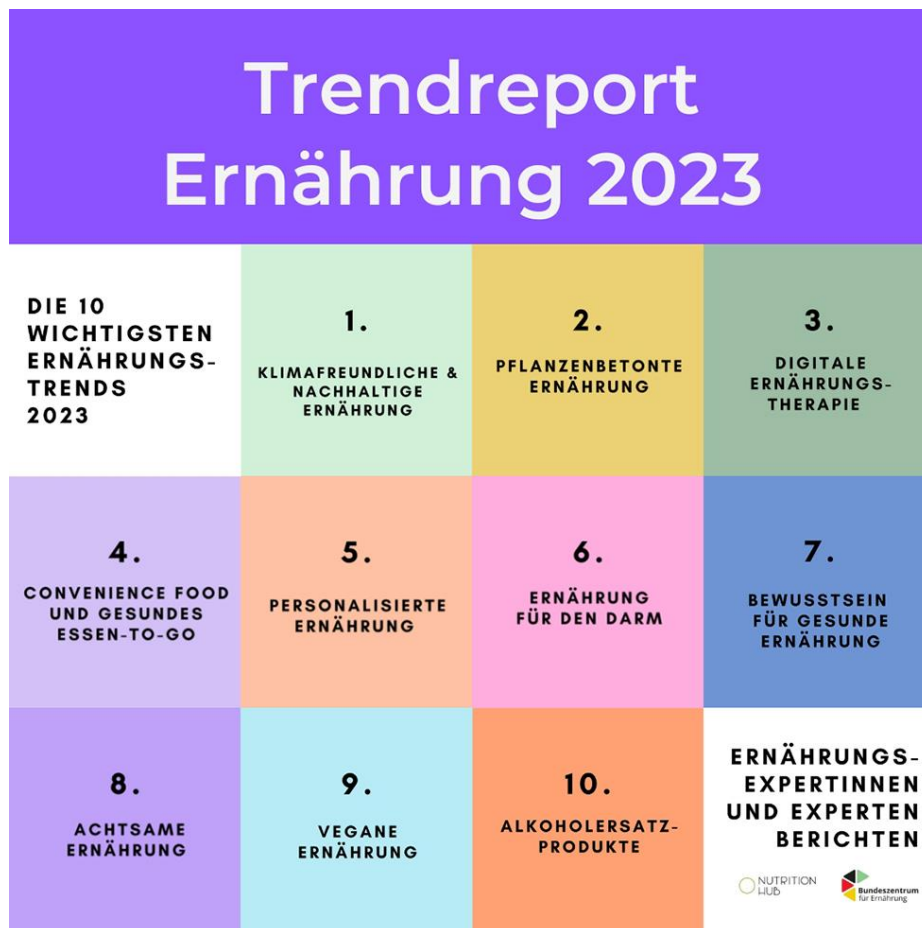 Trendreport
Ernährung 2023
DIE 10
WICHTIGSTEN
ERNÄHRUNGS-
TRENDS
2023
1.
KLIMAFREUNDLICHE &
NACHHALTIGE
ERNÄHRUNG
2.
PFLANZENBETONTE
ERNÄHRUNG
3.
DIGITALE
ERNÄHRUNGS-
THERAPIE
4.
CONVENIENCE FOOD
UND GESUNDES
ESSEN-TO-GO
5.
PERSONALISIERTE
ERNÄHRUNG
6.
ERNÄHRUNG
FÜR DEN DARM
7.
BEWUSSTSEIN
FÜR GESUNDE
ERNÄHRUNG
8.
ACHTSAME
ERNÄHRUNG
9.
VEGANE
ERNÄHRUNG
10.
ALKOHOLERSATZ-
PRODUKTE
ERNÄHRUNGS-
EXPERTINNEN
UND EXPERTEN
BERICHTEN
NUTRITION
HUB
Bundeszentrum
für Ernährung